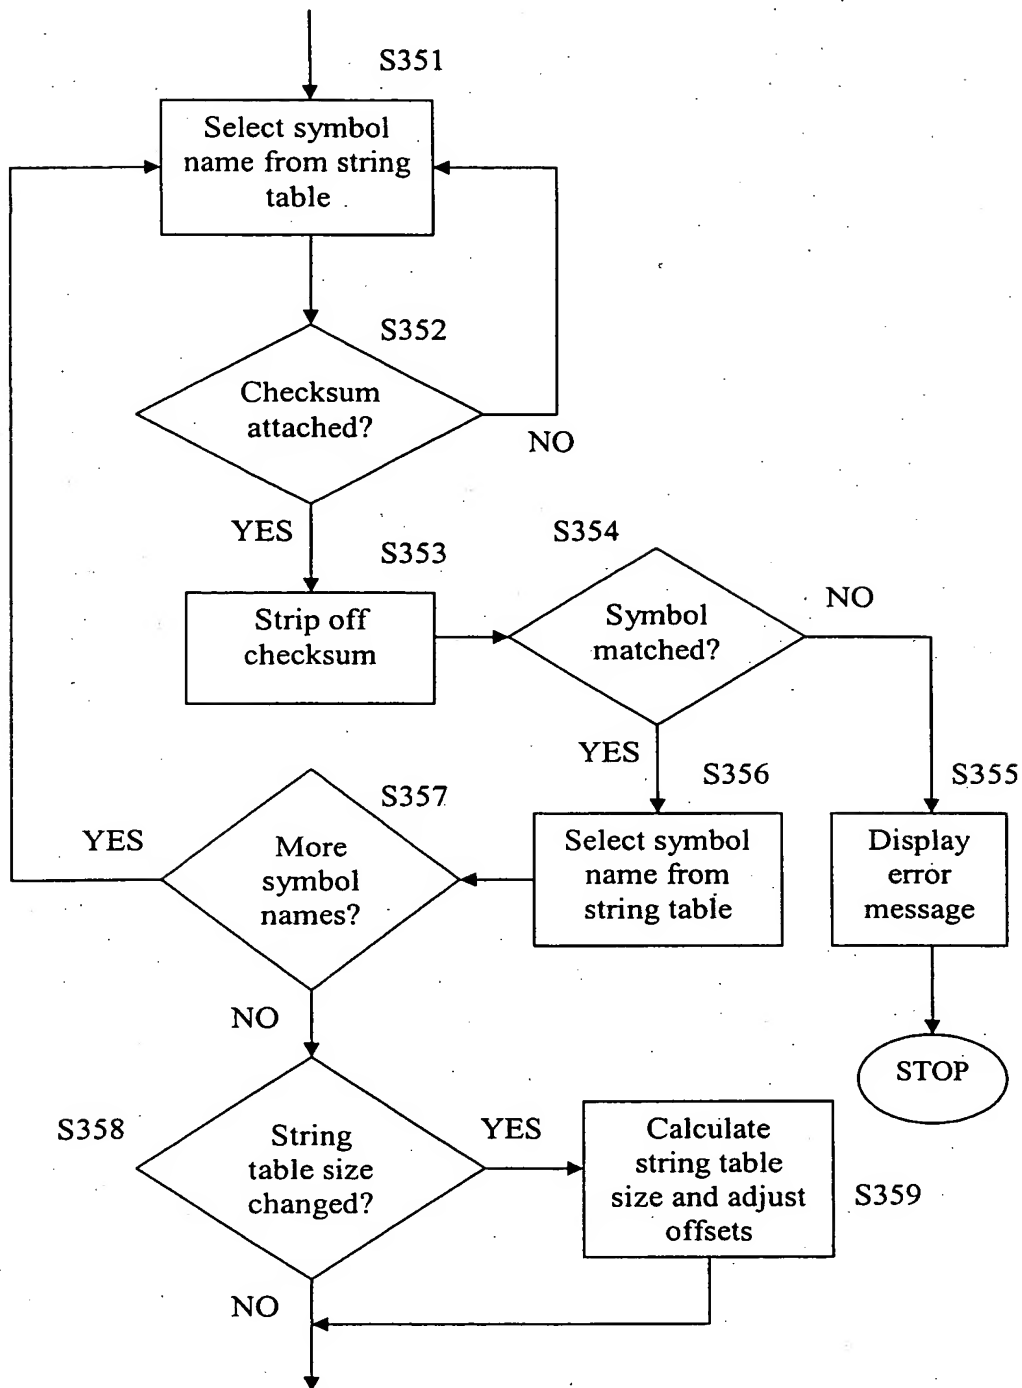 S351
Select symbol
name from string
table
S352
Checksum
attached?
NO
YES
S353
Strip off
checksum
S354
Symbol
matched?
NO
YES
S356
Select symbol
name from
string table
S355
Display
error
message
STOP
S357
More
symbol
names?
YES
NO
S358
String
table size
changed?
YES
Calculate
string table
size and adjust
offsets
S359
NO